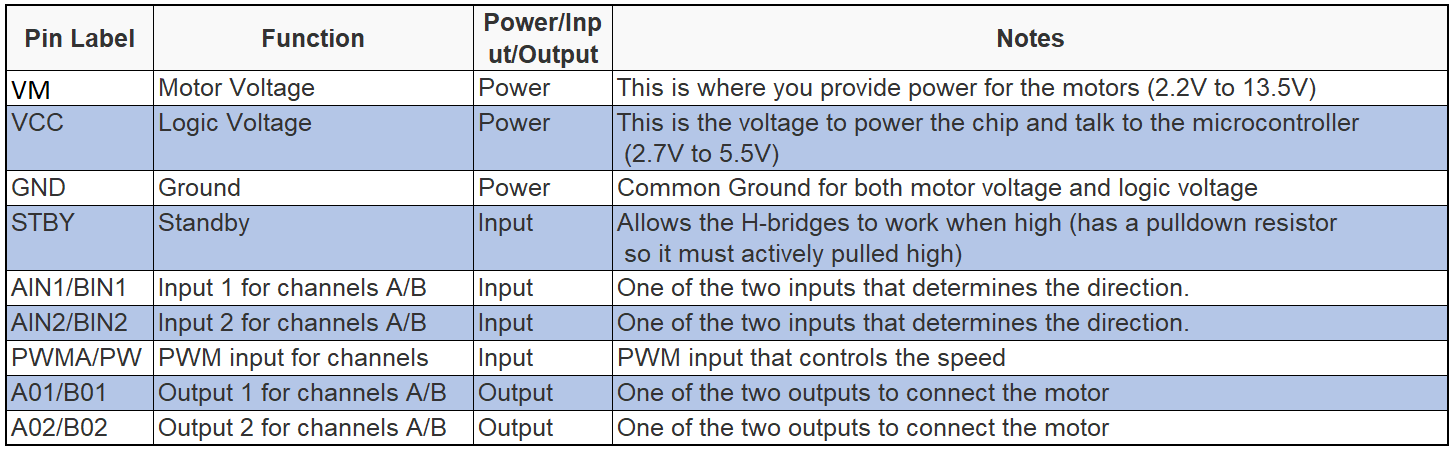 Pin Label Function Power/Inp Notes
ut/Output
VM Motor Voltage Power This is where you provide power for the motors (2.2V to 13.5V)
VCC Logic Voltage Power This is the voltage to power the chip and talk to the microcontroller
(2.7V to 5.5V)
GND Ground Power Common Ground for both motor voltage and logic voltage
STBY Standby Input Allows the H-bridges to work when high (has a pulldown resistor
so it must actively pulled high)
AIN1/BIN1 Input 1 for channels A/B Input One of the two inputs that determines the direction.
AIN2/BIN2 Input 2 for channels A/B Input One of the two inputs that determines the direction.
PWMA/PW PWM input for channels Input PWM input that controls the speed
A01/B01 Output 1 for channels A/B Output One of the two outputs to connect the motor
A02/B02 Output 2 for channels A/B Output One of the two outputs to connect the motor